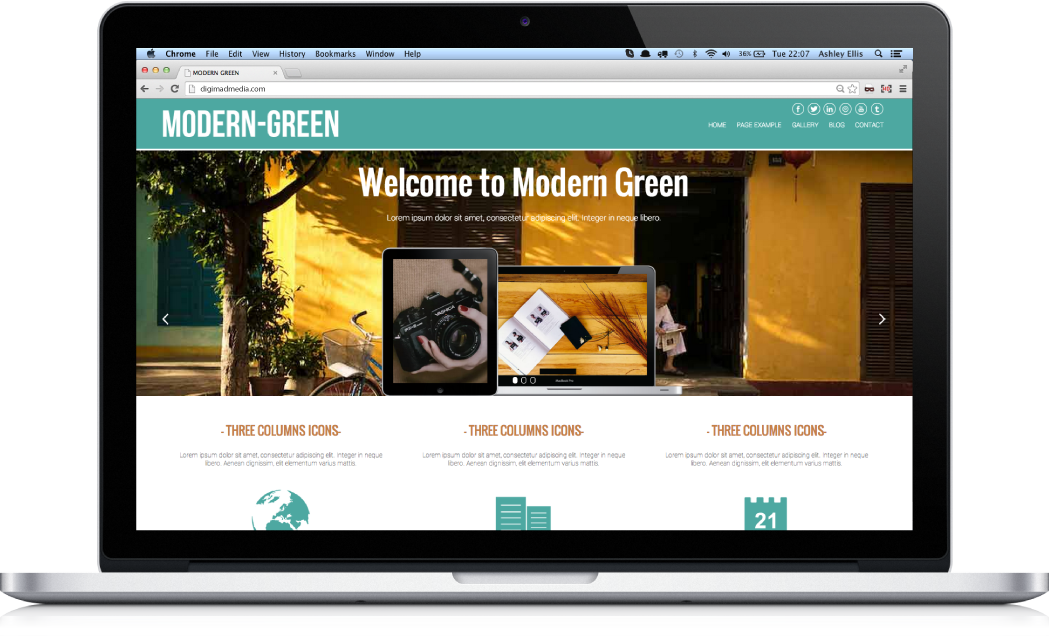 Chrome File Edit View History Bookmarks Window Help 36% Tue 22:07 Ashley Ellis
MODERN GREEN
digimadmedia.com
MODERN-GREEN
HOME PAGE EXAMPLE GALLERY BLOG CONTACT
Welcome to Modern Green
Lorem ipsum dolor sit amet, consectetur adipiscing elit. Integer in neque libero.
MacBook Pro
- THREE COLUMNS ICONS-
Lorem ipsum dolor sit amet, consectetur adipiscing elit. Integer in neque
libero. Aenean dignissim, elit elementum varius mattis.
- THREE COLUMNS ICONS-
Lorem ipsum dolor sit amet, consectetur adipiscing elit. Integer in neque
libero. Aenean dignissim, elit elementum varius mattis.
- THREE COLUMNS ICONS-
Lorem ipsum dolor sit amet, consectetur adipiscing elit. Integer in neque
libero. Aenean dignissim, elit elementum varius mattis.
21